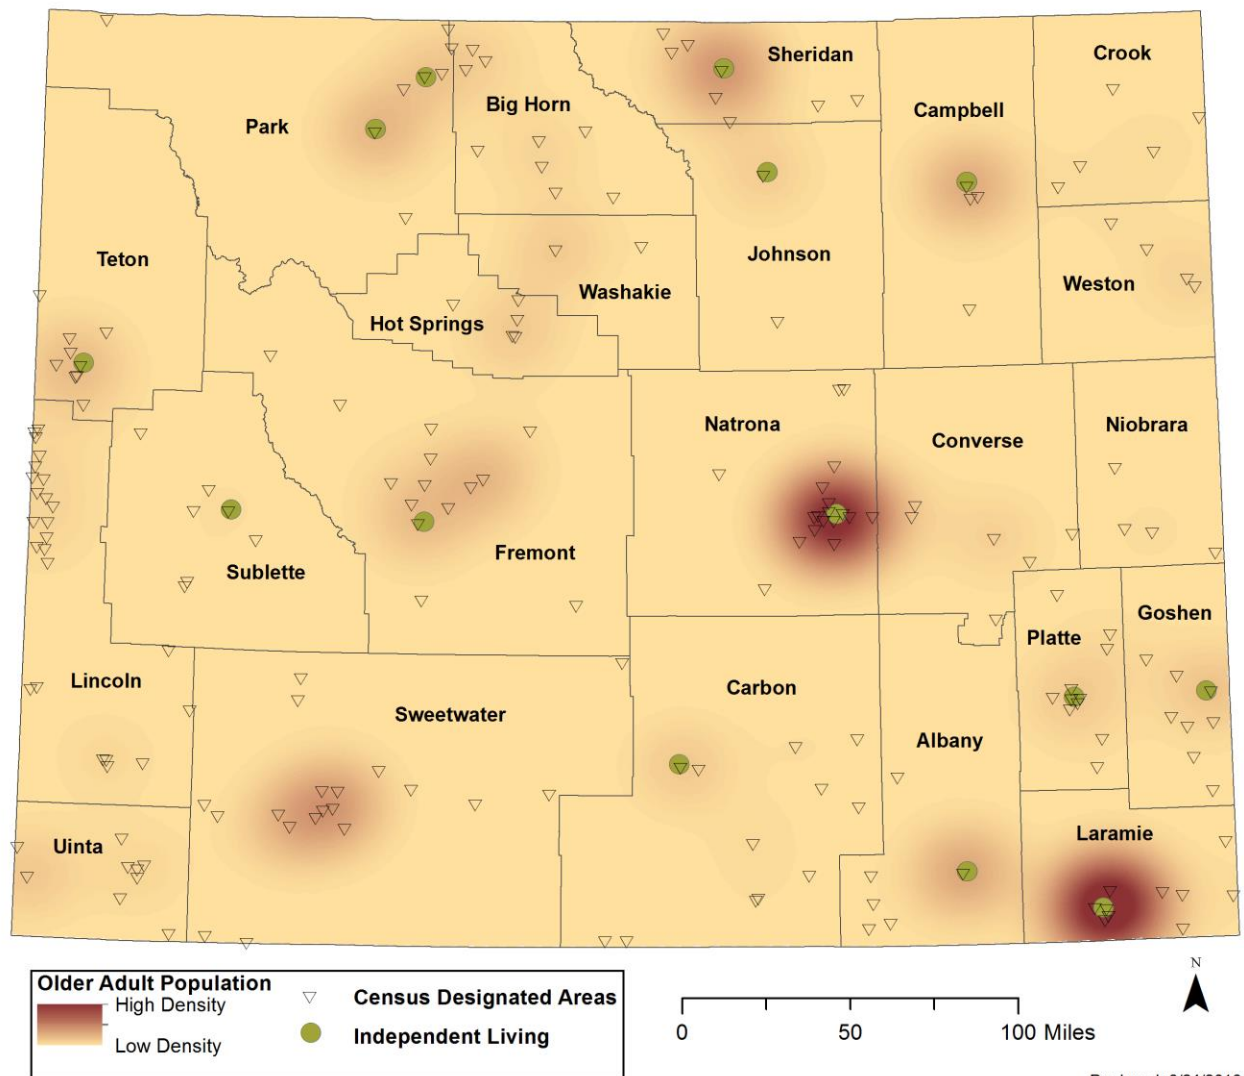 Sheridan
Crook
Big Horn
Campbell
Park
Teton
Johnson
Washakie
Weston
Hot Springs
Natrona
Niobrara
Converse
Fremont
Sublette
Goshen
Platte
Lincoln
Carbon
Sweetwater
Albany
Laramie
Uinta
Older Adult Population
High Density
Low Density
Census Designated Areas
Independent Living
N
0 50 100 Miles